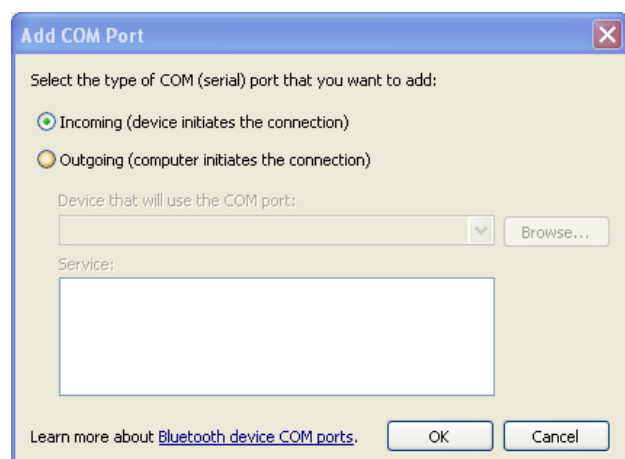 Add COM Port
Select the type of COM (serial) port that you want to add:
Incoming (device initiates the connection)
Outgoing (computer initiates the connection)
Device that will use the COM port:
Browse...
Service:
Learn more about Bluetooth device COM ports. OK Cancel